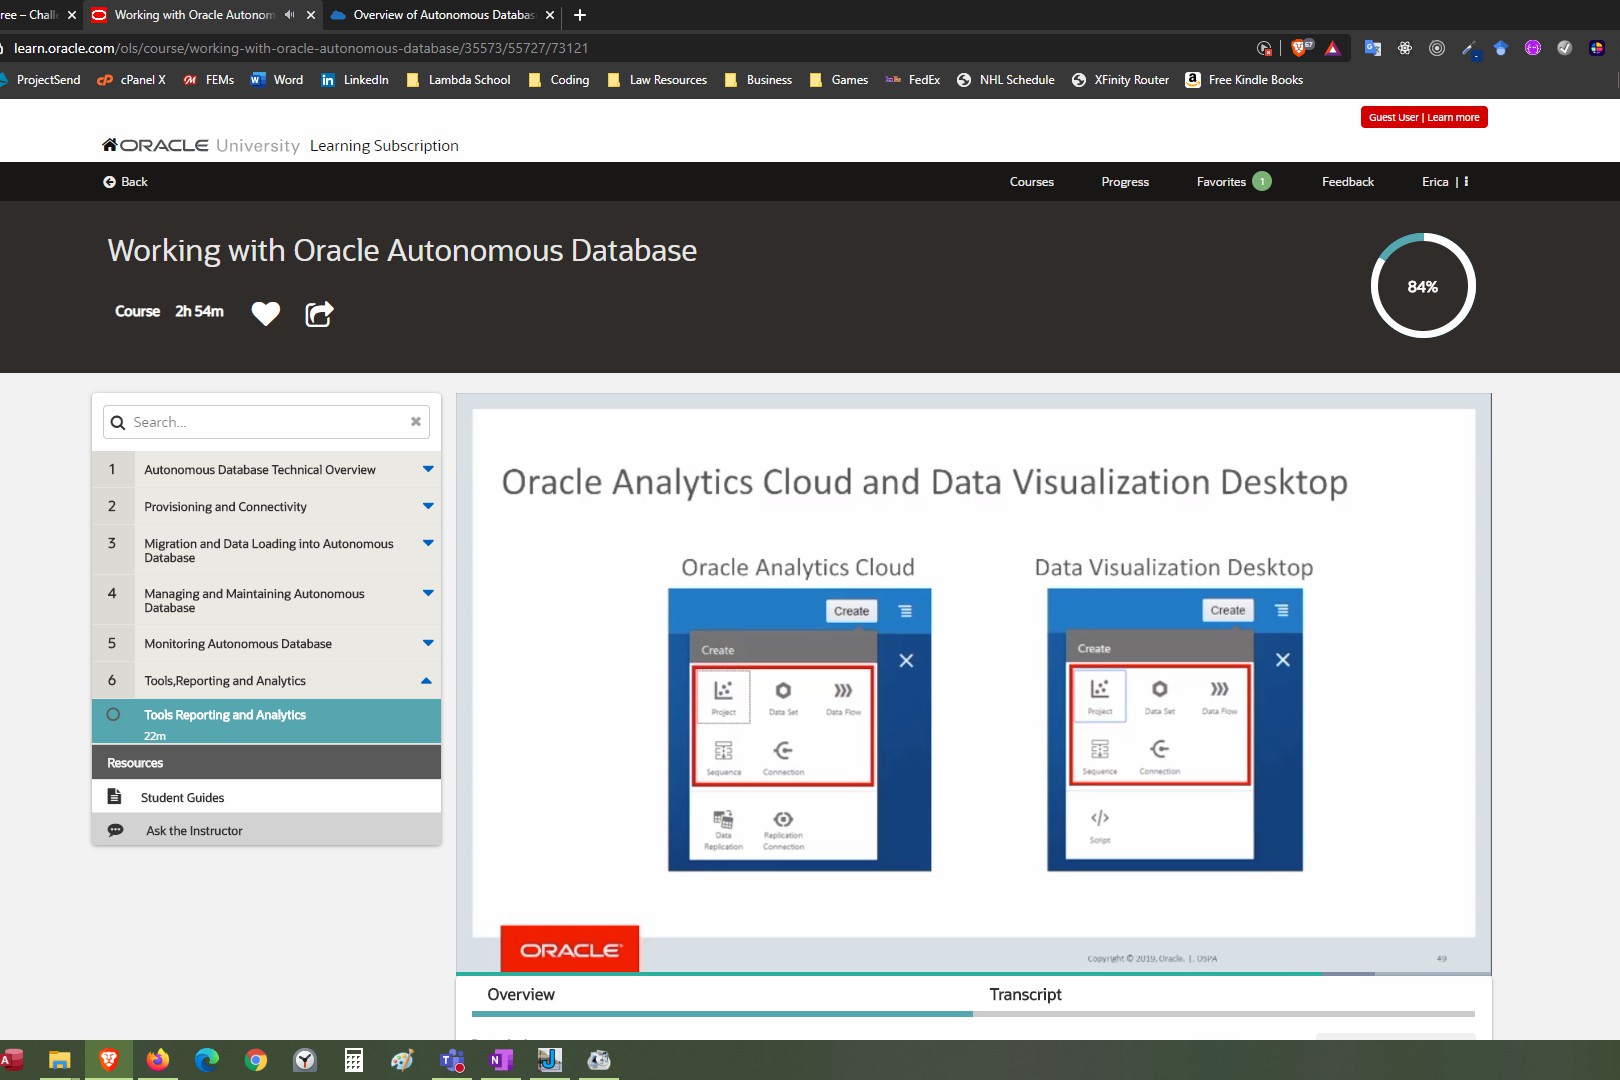 ree – Chall
Working with Oracle Autonom
Overview of Autonomous Databas
learn.oracle.com/ols/course/working-with-oracle-autonomous-database/35573/55727/73121
67
ProjectSend
cPanel X
FEMs
Word
LinkedIn
Lambda School
Coding
Law Resources
Business
Games
FedEx
NHL Schedule
XFinity Router
Free Kindle Books
Guest User | Learn more
ORACLE University Learning Subscription
Back
Courses
Progress
Favorites 1
Feedback
Erica |
Working with Oracle Autonomous Database
Course 2h 54m
84%
Search...
1 Autonomous Database Technical Overview
2 Provisioning and Connectivity
3 Migration and Data Loading into Autonomous
Database
4 Managing and Maintaining Autonomous
Database
5 Monitoring Autonomous Database
6 Tools,Reporting and Analytics
Tools Reporting and Analytics
22m
Resources
Student Guides
Ask the Instructor
Oracle Analytics Cloud and Data Visualization Desktop
Oracle Analytics Cloud
Create
Create
Project
Data Set
Data Flow
Sequence
Connection
Data
Replication
Replication
Connection
Data Visualization Desktop
Create
Create
Project
Data Set
Data Flow
Sequence
Connection
Script
ORACLE
Copyright © 2019, Oracle. | . DSPA
49
Overview
Transcript